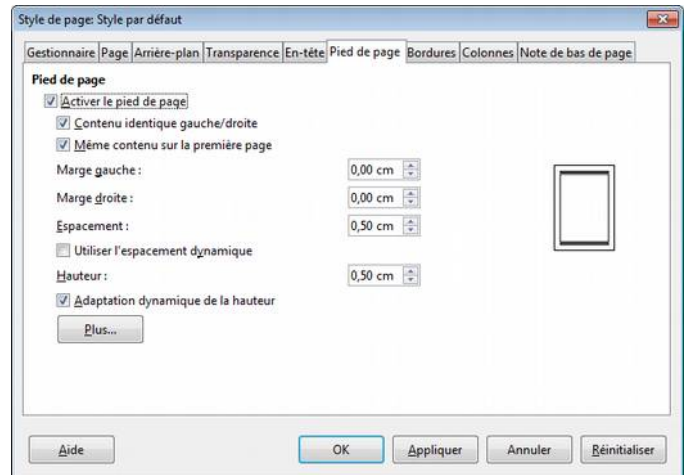 Style de page: Style par défaut
Gestionnaire Page Arrière-plan Transparence En-tête Pied de page Bordures Colonnes Note de bas de page
Pied de page
Activer le pied de page
Contenu identique gauche/droite
Même contenu sur la première page
Marge gauche : 0,00 cm
Marge droite : 0,00 cm
Espacement : 0,50 cm
Utiliser l'espacement dynamique
Hauteur : 0,50 cm
Adaptation dynamique de la hauteur
Plus...
Aide OK Appliquer Annuler Réinitialiser